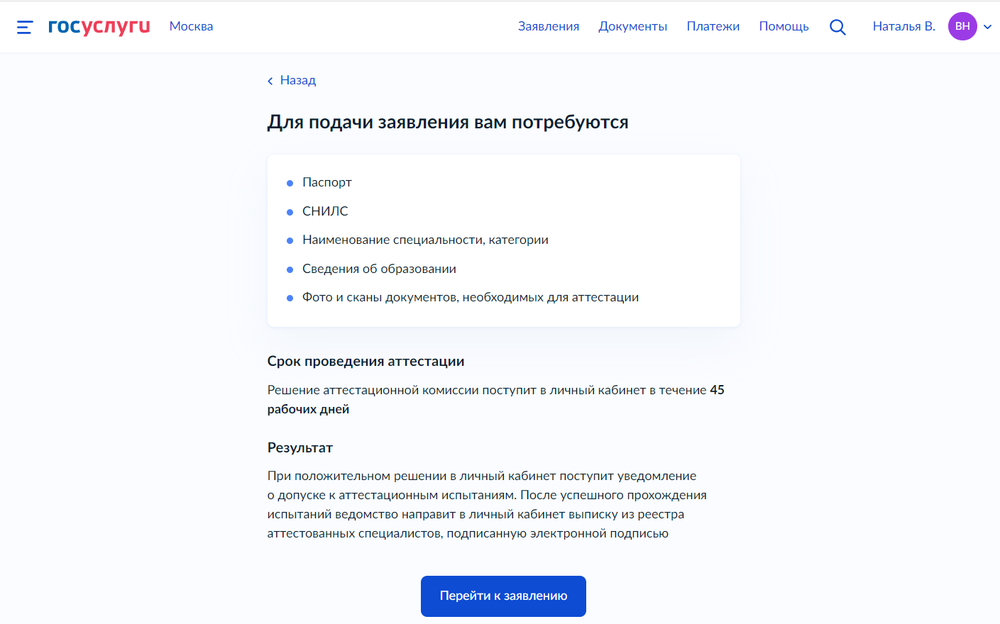 госуслуги Москва Заявления Документы Платежи Помощь Наталья В. ВН
Назад
Для подачи заявления вам потребуются
Паспорт
СНИЛС
Наименование специальности, категории
Сведения об образовании
Фото и сканы документов, необходимых для аттестации
Срок проведения аттестации
Решение аттестационной комиссии поступит в личный кабинет в течение 45
рабочих дней
Результат
При положительном решении в личный кабинет поступит уведомление
о допуске к аттестационным испытаниям. После успешного прохождения
испытаний ведомство направит в личный кабинет выписку из реестра
аттестованных специалистов, подписанную электронной подписью
Перейти к заявлению